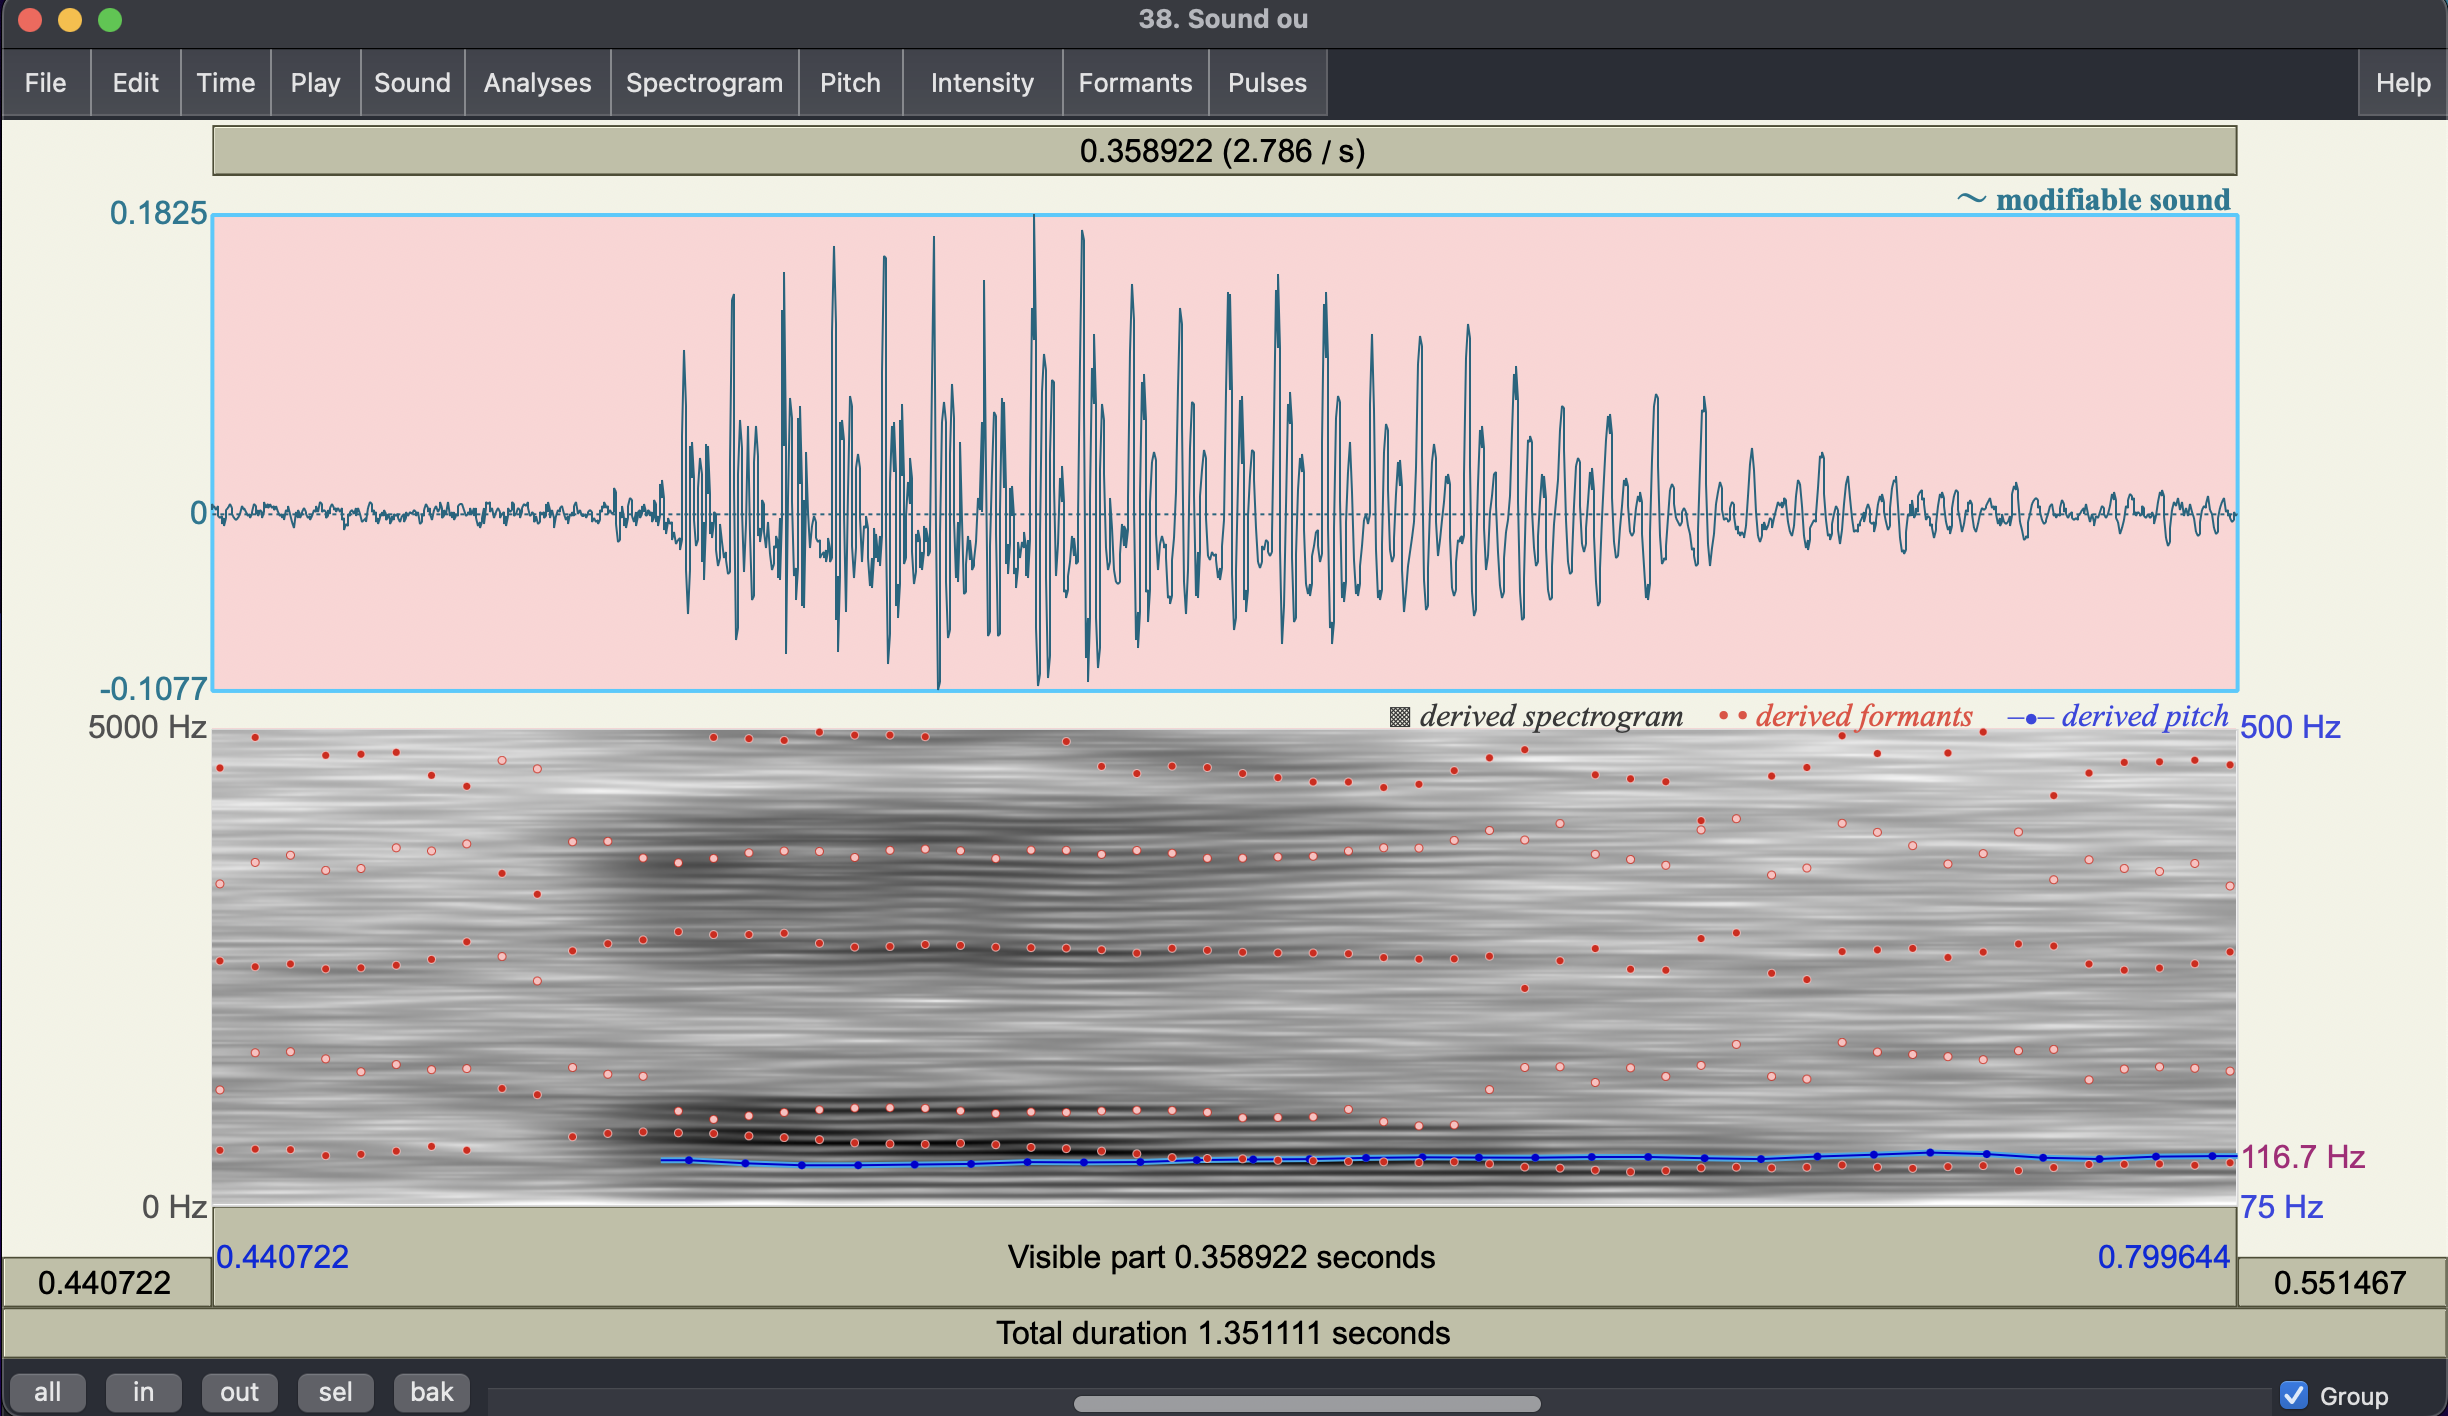 38. Sound ou
File Edit Time Play Sound Analyses Spectrogram Pitch Intensity Formants Pulses Help
0.358922 (2.786 / s)
~ modifiable sound
0.1825
0
-0.1077
derived spectrogram derived formants derived pitch
5000 Hz
500 Hz
116.7 Hz
0 Hz
75 Hz
0.440722 Visible part 0.358922 seconds 0.799644
0.440722 0.551467
Total duration 1.351111 seconds
all in out sel bak Group